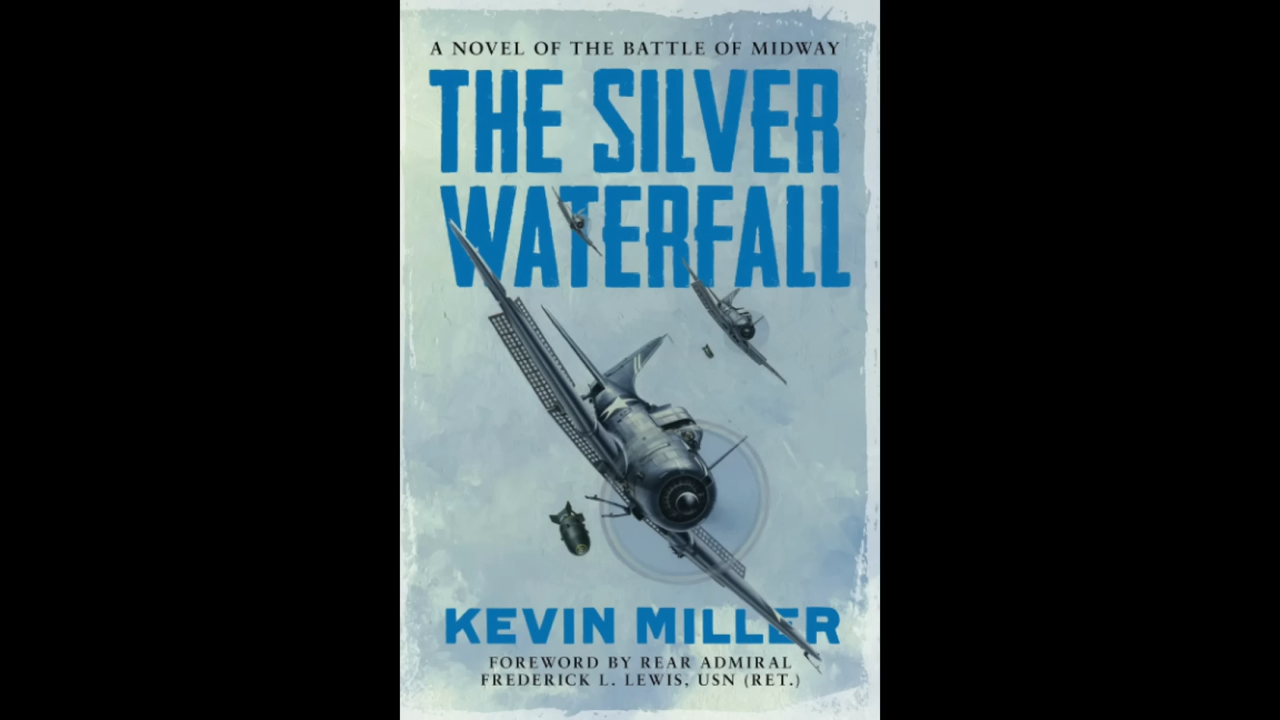 A NOVEL OF THE BATTLE OF MIDWAY
THE SILVER
WATERFALL
KEVIN MILLER
FOREWORD BY REAR ADMIRAL
FREDERICK L. LEWIS, USN (RET.)